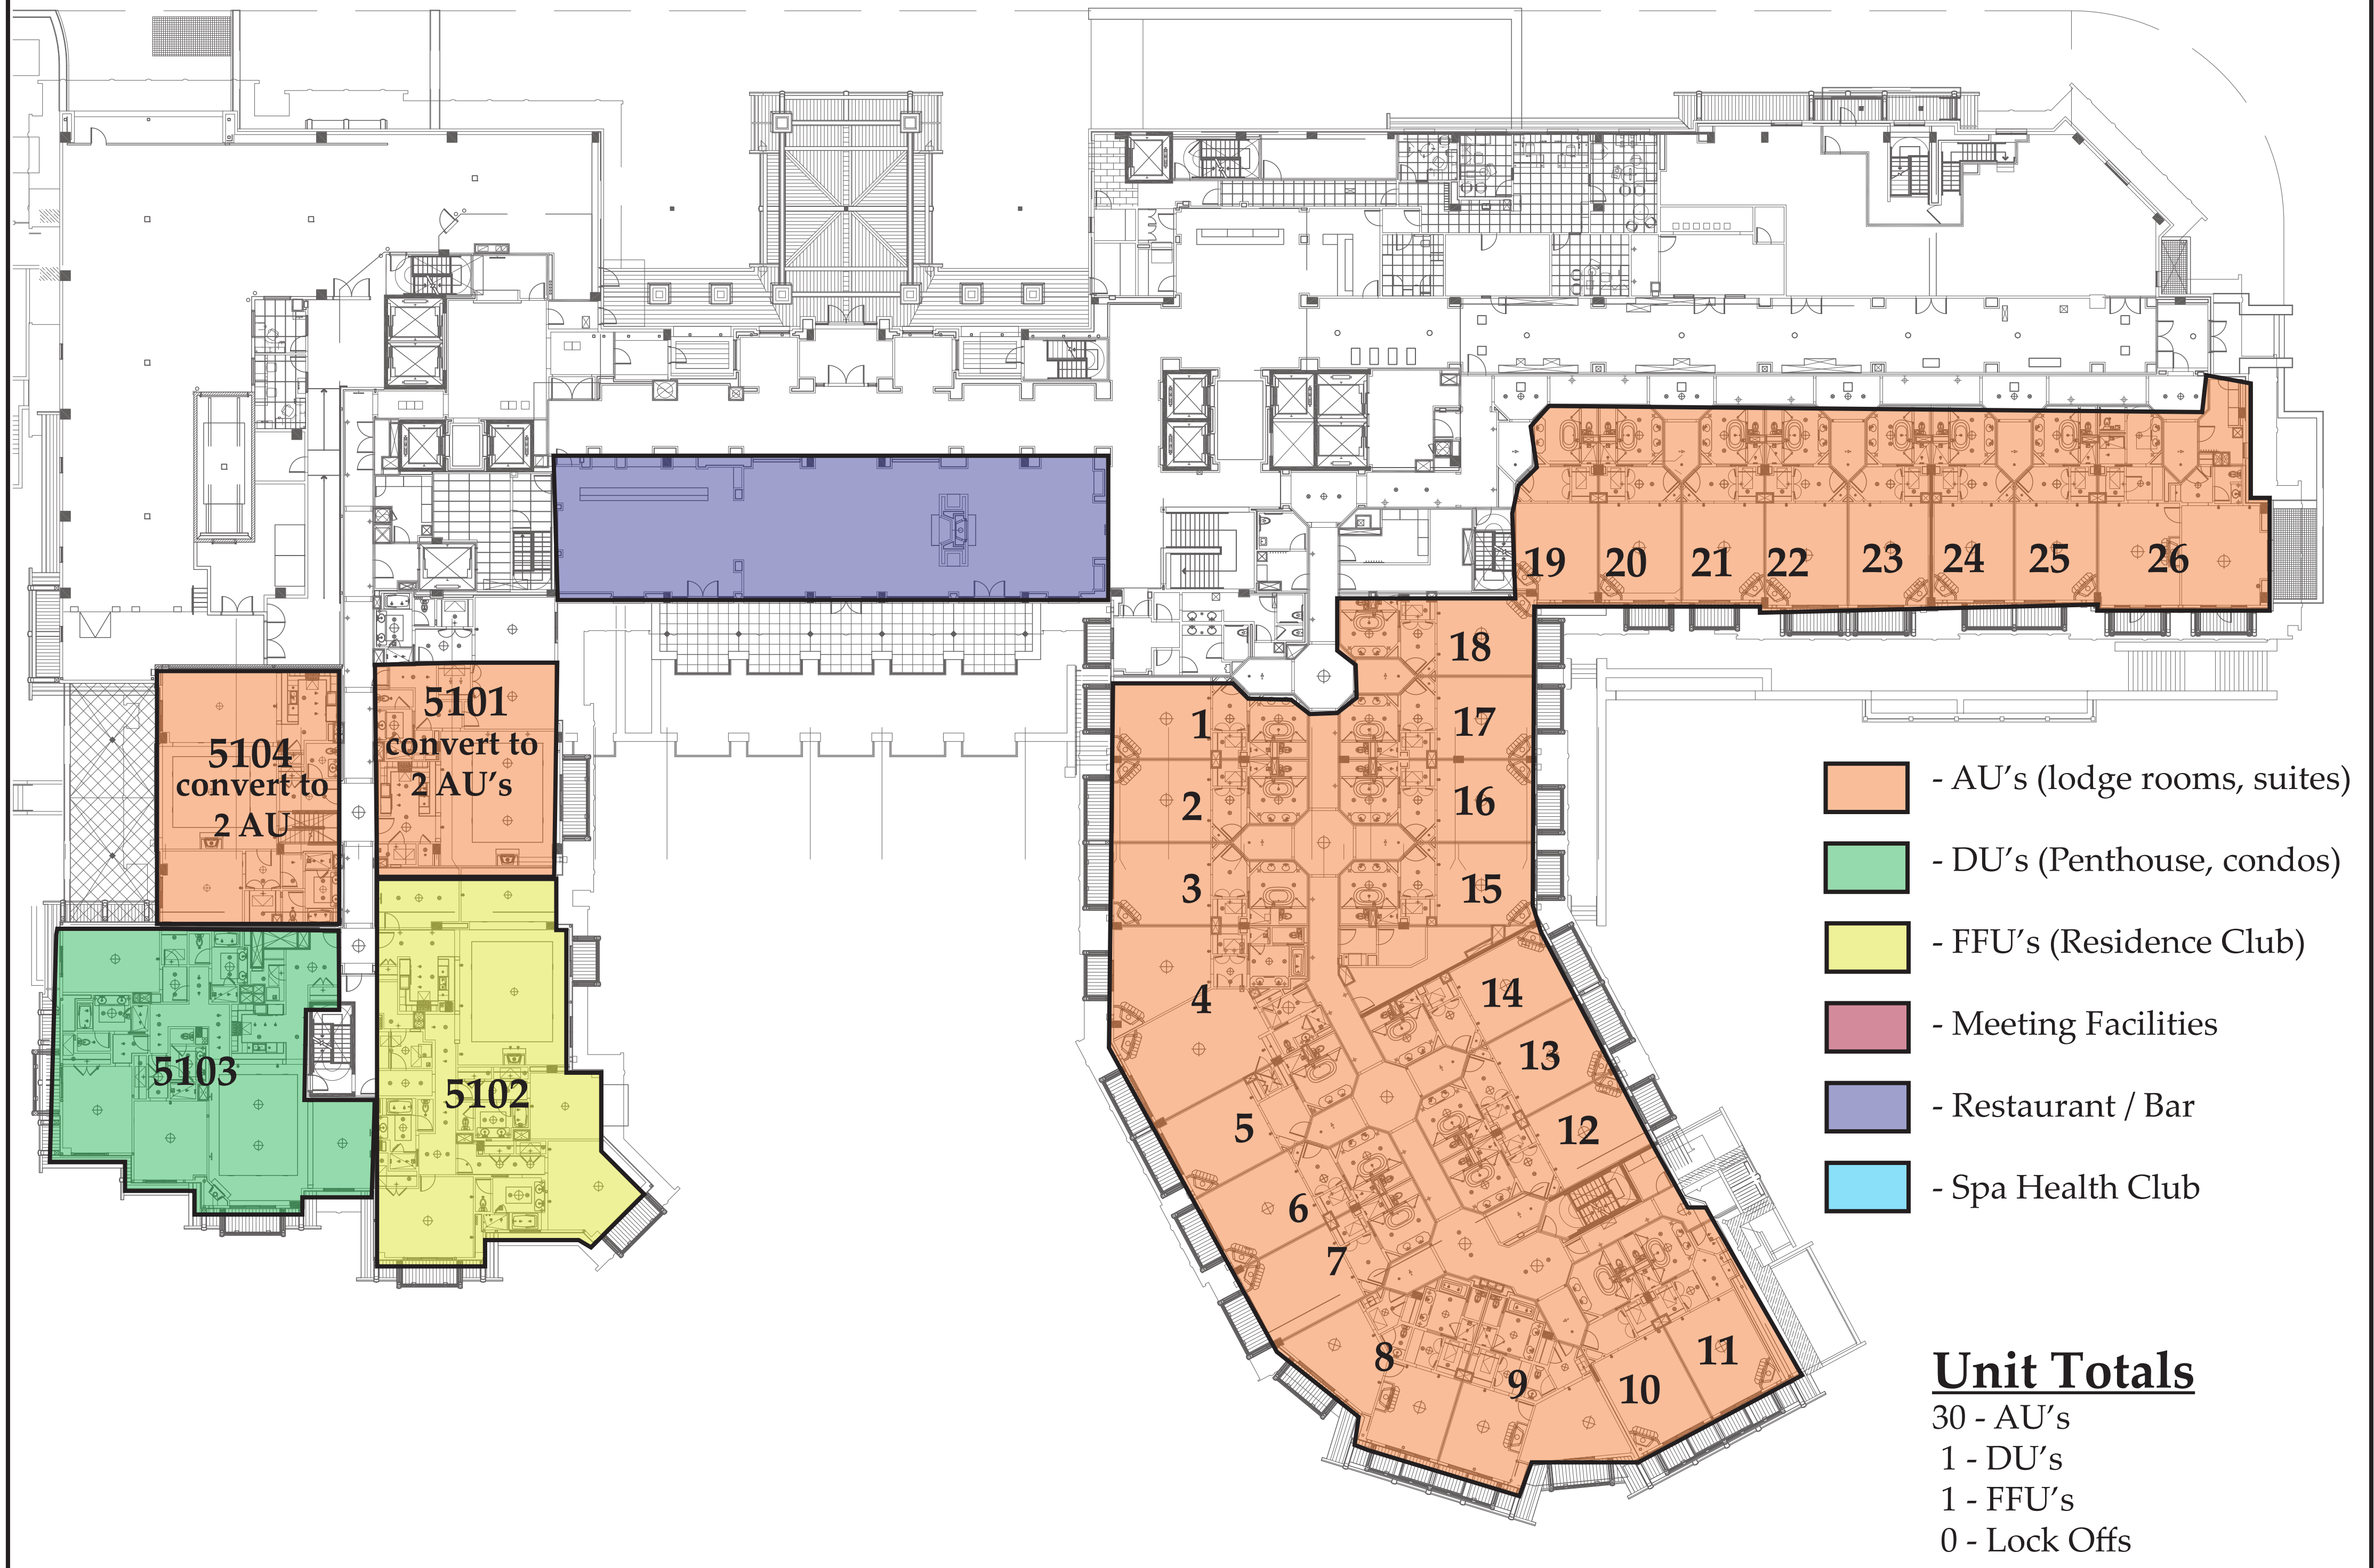 5104
convert to
2 AU
5101
convert to
2 AU's
5103
5102
1
2
3
4
5
6
7
8
9
10
11
12
13
14
15
16
17
18
19
20
21
22
23
24
25
26
- AU's (lodge rooms, suites)
- DU's (Penthouse, condos)
- FFU's (Residence Club)
- Meeting Facilities
- Restaurant / Bar
- Spa Health Club
Unit Totals
30 - AU's
1 - DU's
1 - FFU's
0 - Lock Offs